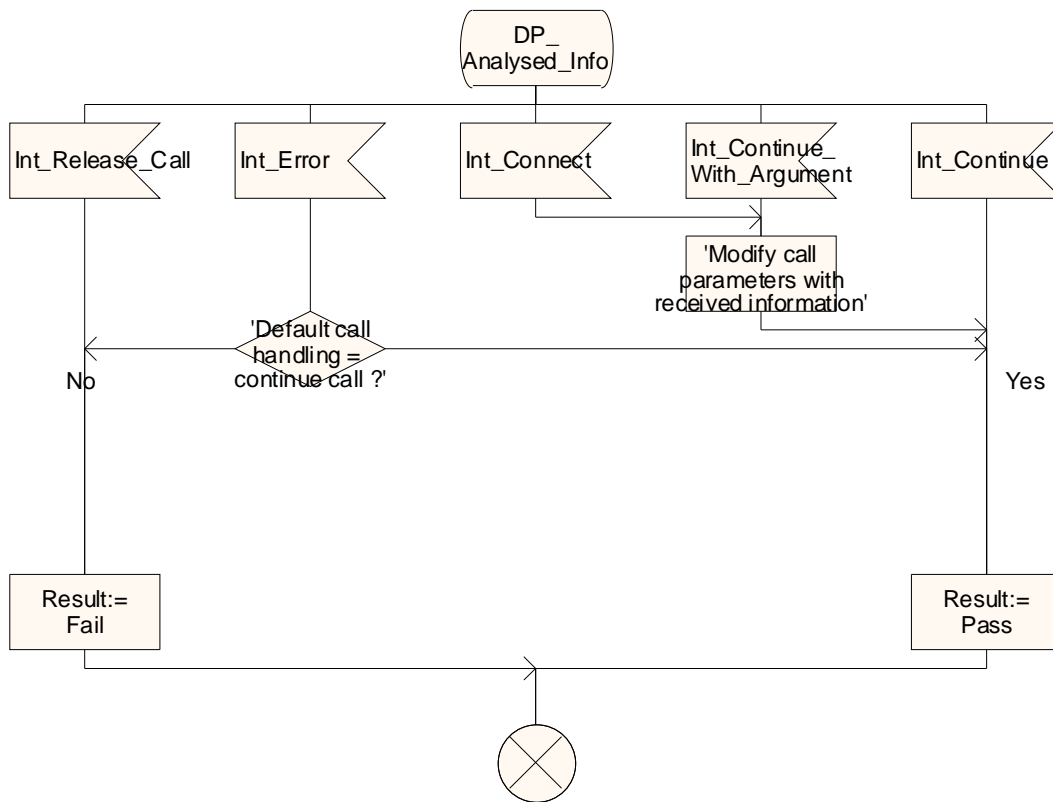 DP_
Analysed_Info
Int_Release_Call
Int_Error
Int_Connect
Int_Continue_
With_Argument
Int_Continue
'Modify call
parameters with
received information'
'Default call
handling =
continue call ?'
No
Yes
Result:=
Fail
Result:=
Pass